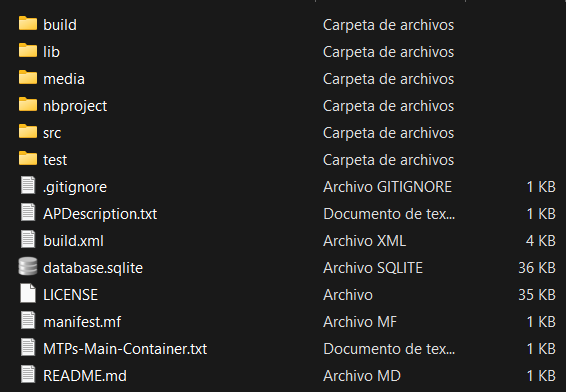 build Carpeta de archivos
lib Carpeta de archivos
media Carpeta de archivos
nbproject Carpeta de archivos
src Carpeta de archivos
test Carpeta de archivos
.gitignore Archivo GITIGNORE 1 KB
APDescription.txt Documento de tex... 1 KB
build.xml Archivo XML 4 KB
database.sqlite Archivo SQLITE 36 KB
LICENSE Archivo 35 KB
manifest.mf Archivo MF 1 KB
MTPs-Main-Container.txt Documento de tex... 1 KB
README.md Archivo MD 1 KB